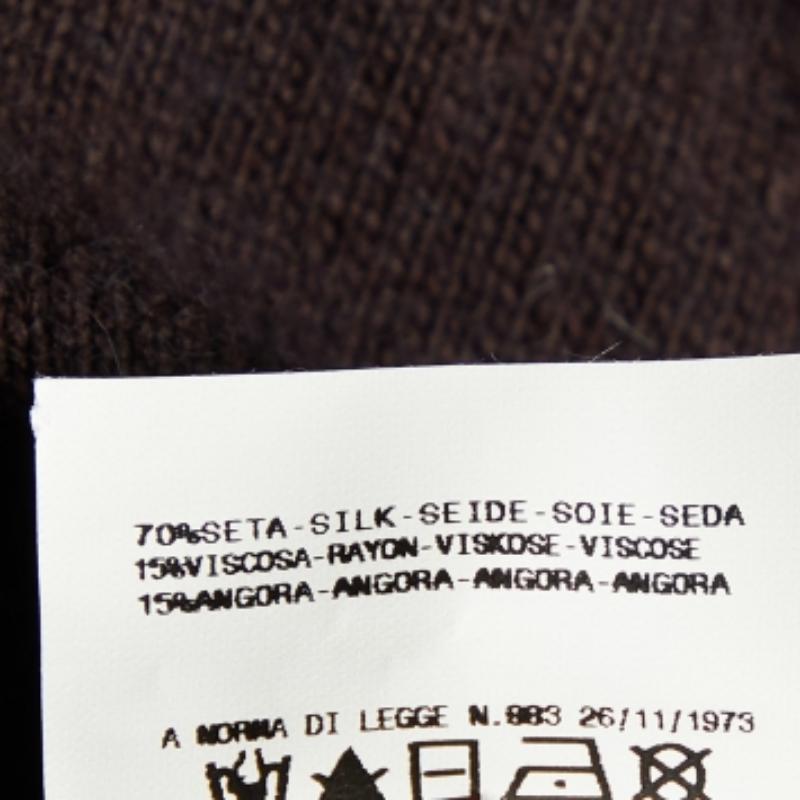 70%SETA-SILK-SEIDE-SOIE-SEDA
15%VISCOSA-RAYON-VISKOSE-VISCOSE
15%ANGORA-ANGORA-ANGORA-ANGORA
A NORMA DI LEGGE N.883 26/11/1973